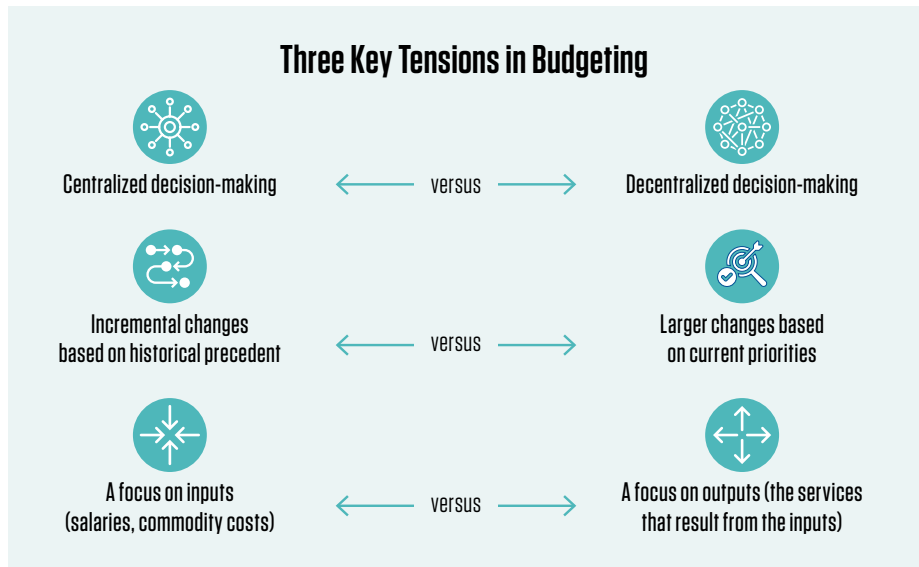 Three Key Tensions in Budgeting
Centralized decision-making
versus
Decentralized decision-making
Incremental changes
based on historical precedent
versus
Larger changes based
on current priorities
A focus on inputs
(salaries, commodity costs)
versus
A focus on outputs (the services
that result from the inputs)